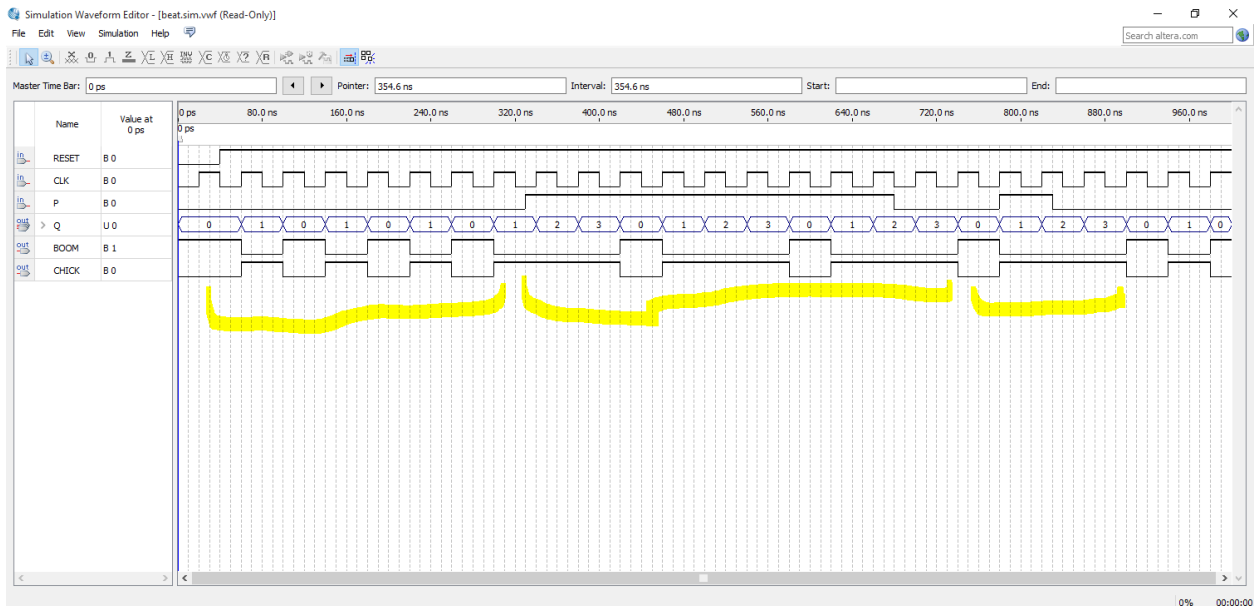 Simulation Waveform Editor - [beat.sim.vwf (Read-Only)]
File Edit View Simulation Help
Search altera.com
Master Time Bar: 0 ps Pointer: 354.6 ns Interval: 354.6 ns Start: End:
Name Value at 0 ps
0 ps 80.0 ns 160.0 ns 240.0 ns 320.0 ns 400.0 ns 480.0 ns 560.0 ns 640.0 ns 720.0 ns 800.0 ns 880.0 ns 960.0 ns
0 ps
in RESET B 0
in CLK B 0
in P B 0
out > Q U 0 0 1 0 1 0 1 0 1 2 3 0 1 2 3 0 1 2 3 0 1 2 3 0 1 0
out BOOM B 1
out CHICK B 0
0% 00:00:00